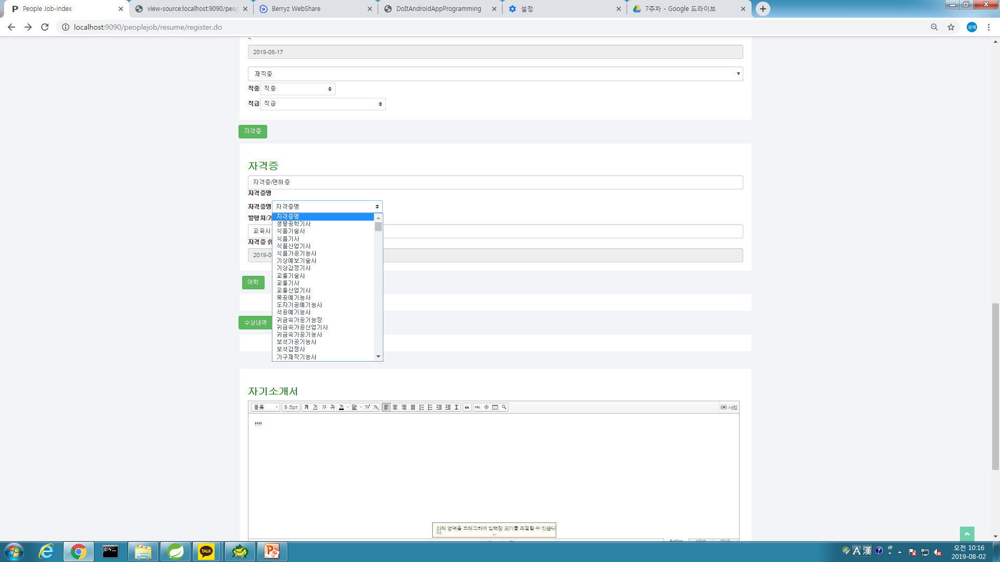 People Job-index
view-source:localhost:9090/peop
Berryz WebShare
DoItAndroidAppProgramming
설정
7주차 - Google 드라이브
localhost:9090/peoplejob/resume/register.do
성재
~
2019-08-17
재직중
직종 직종
직급 직급
자격증
자격증
자격증/면허증
자격증명
자격증명 자격증명
자격증명
발행처/기
생물공학기사
교육사
식품기술사
식품기사
자격증 취
식품산업기사
2019-0
식품가공기능사
기상예보기술사
기상감정기사
교통기술사
어학
교통기사
교통산업기사
목공예기능사
도자기공예기능사
석공예기능사
수상내역
귀금속가공기능장
귀금속가공산업기사
귀금속가공기능사
보석가공기능사
보석감정사
가구제작기능사
자기소개서
돋움 9.5pt 가 가 가 가 가 가 URL 사진
ffff
아래 영역을 드래그하여 입력창 크기를 조절할 수 있습니다.
Editor HTML TEXT
C:\_
TALK
A 漢
오전 10:16
2019-08-02